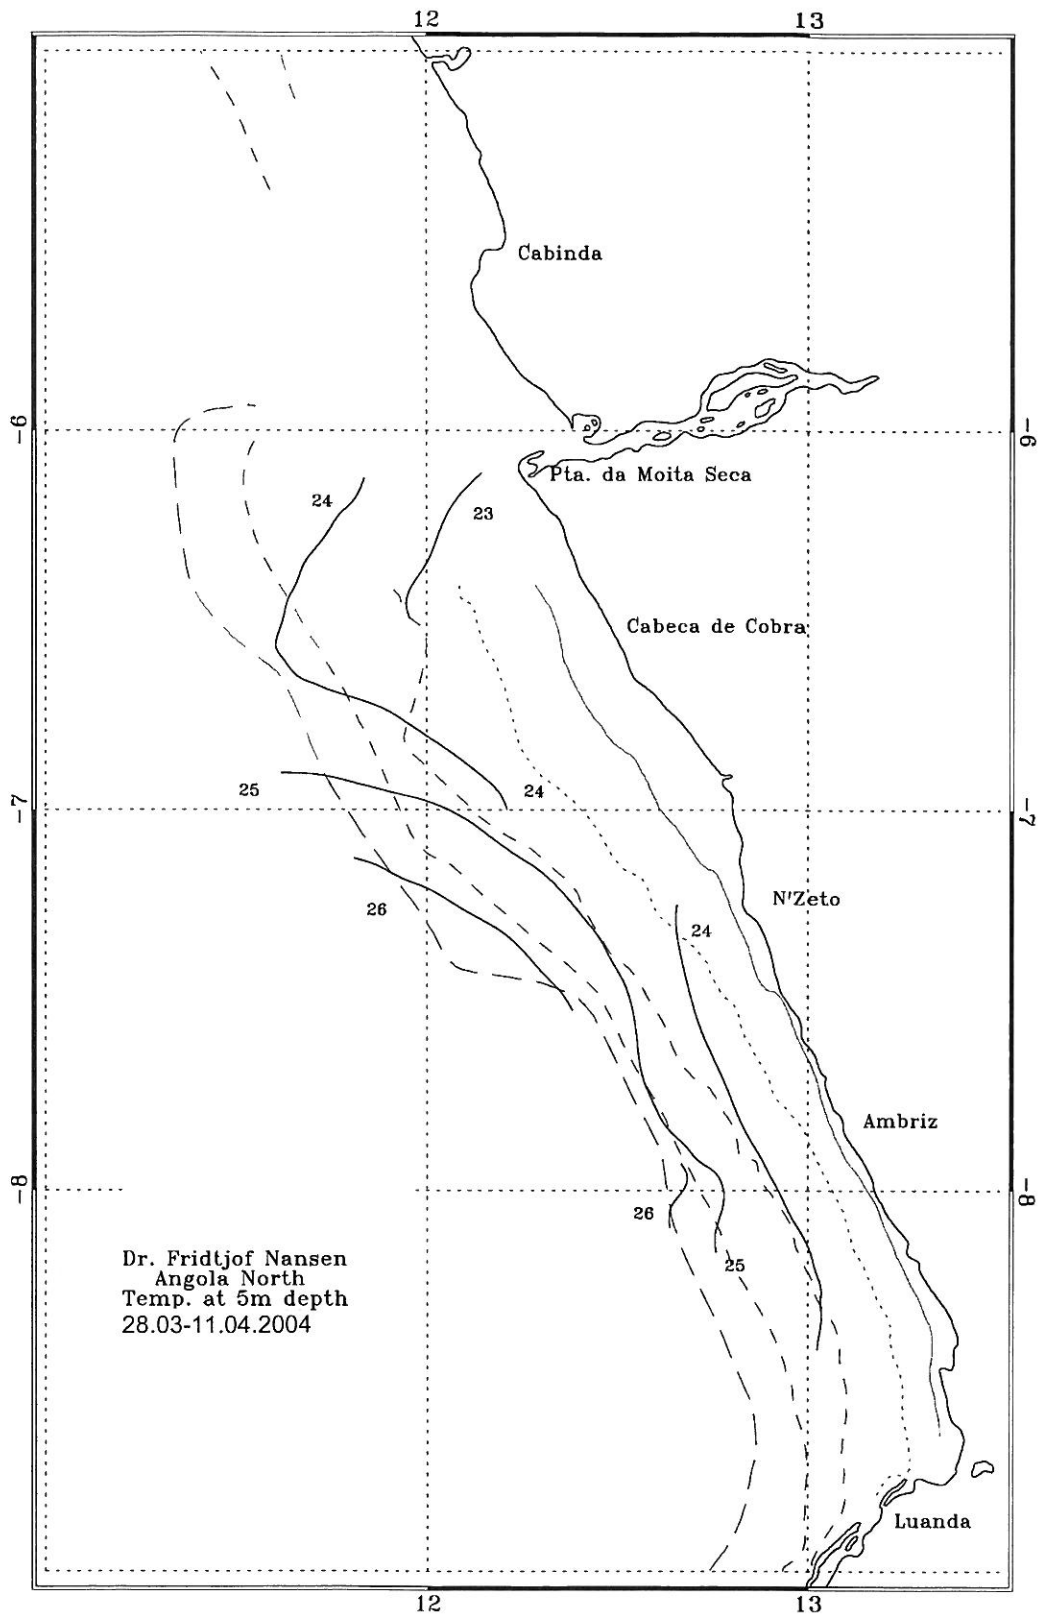 12 13
Cabinda
-6 -6
Pta. da Moita Seca
24
23
Cabeca de Cobra
25
24
-7 -7
N'Zeto
26
24
Ambriz
-8 -8
26
Dr. Fridtjof Nansen
Angola North
Temp. at 5m depth
28.03-11.04.2004
25
Luanda
12 13